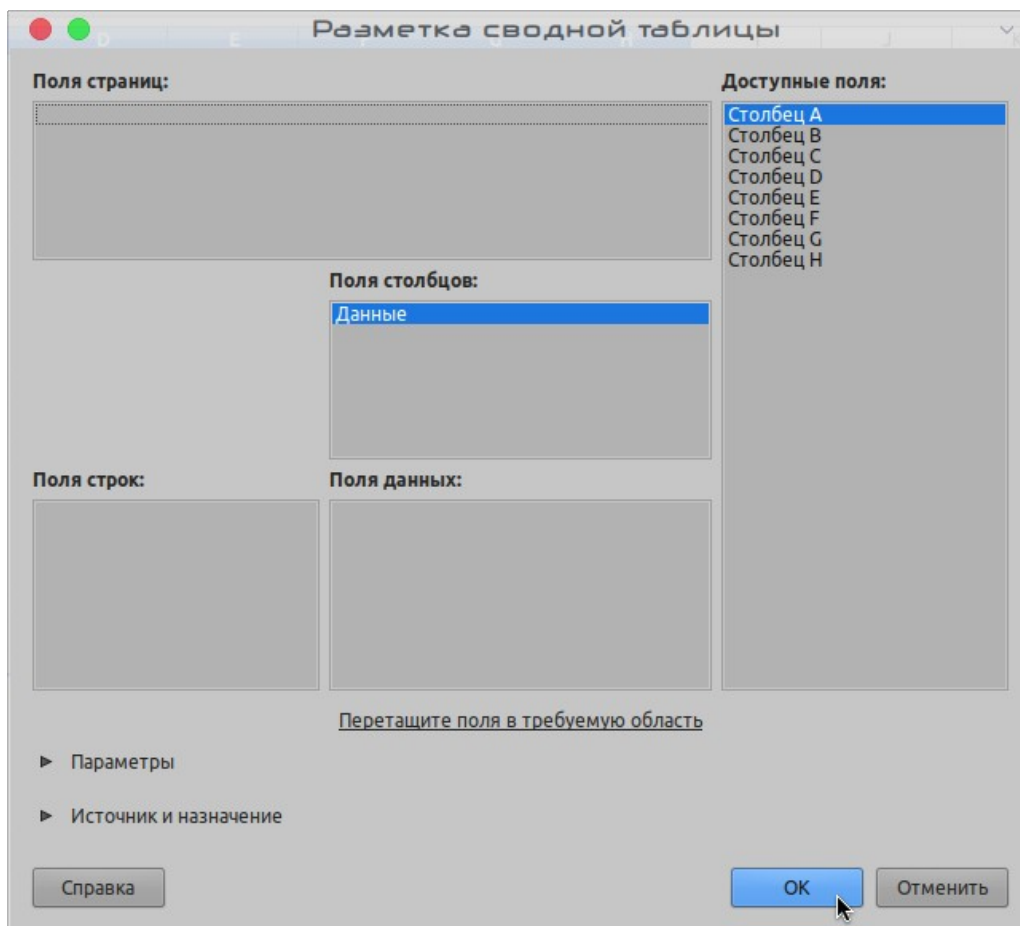 Разметка сводной таблицы
Поля страниц:
Доступные поля:
Столбец A
Столбец B
Столбец C
Столбец D
Столбец E
Столбец F
Столбец G
Столбец H
Поля столбцов:
Данные
Поля строк:
Поля данных:
Перетащите поля в требуемую область
Параметры
Источник и назначение
Справка
OK
Отменить